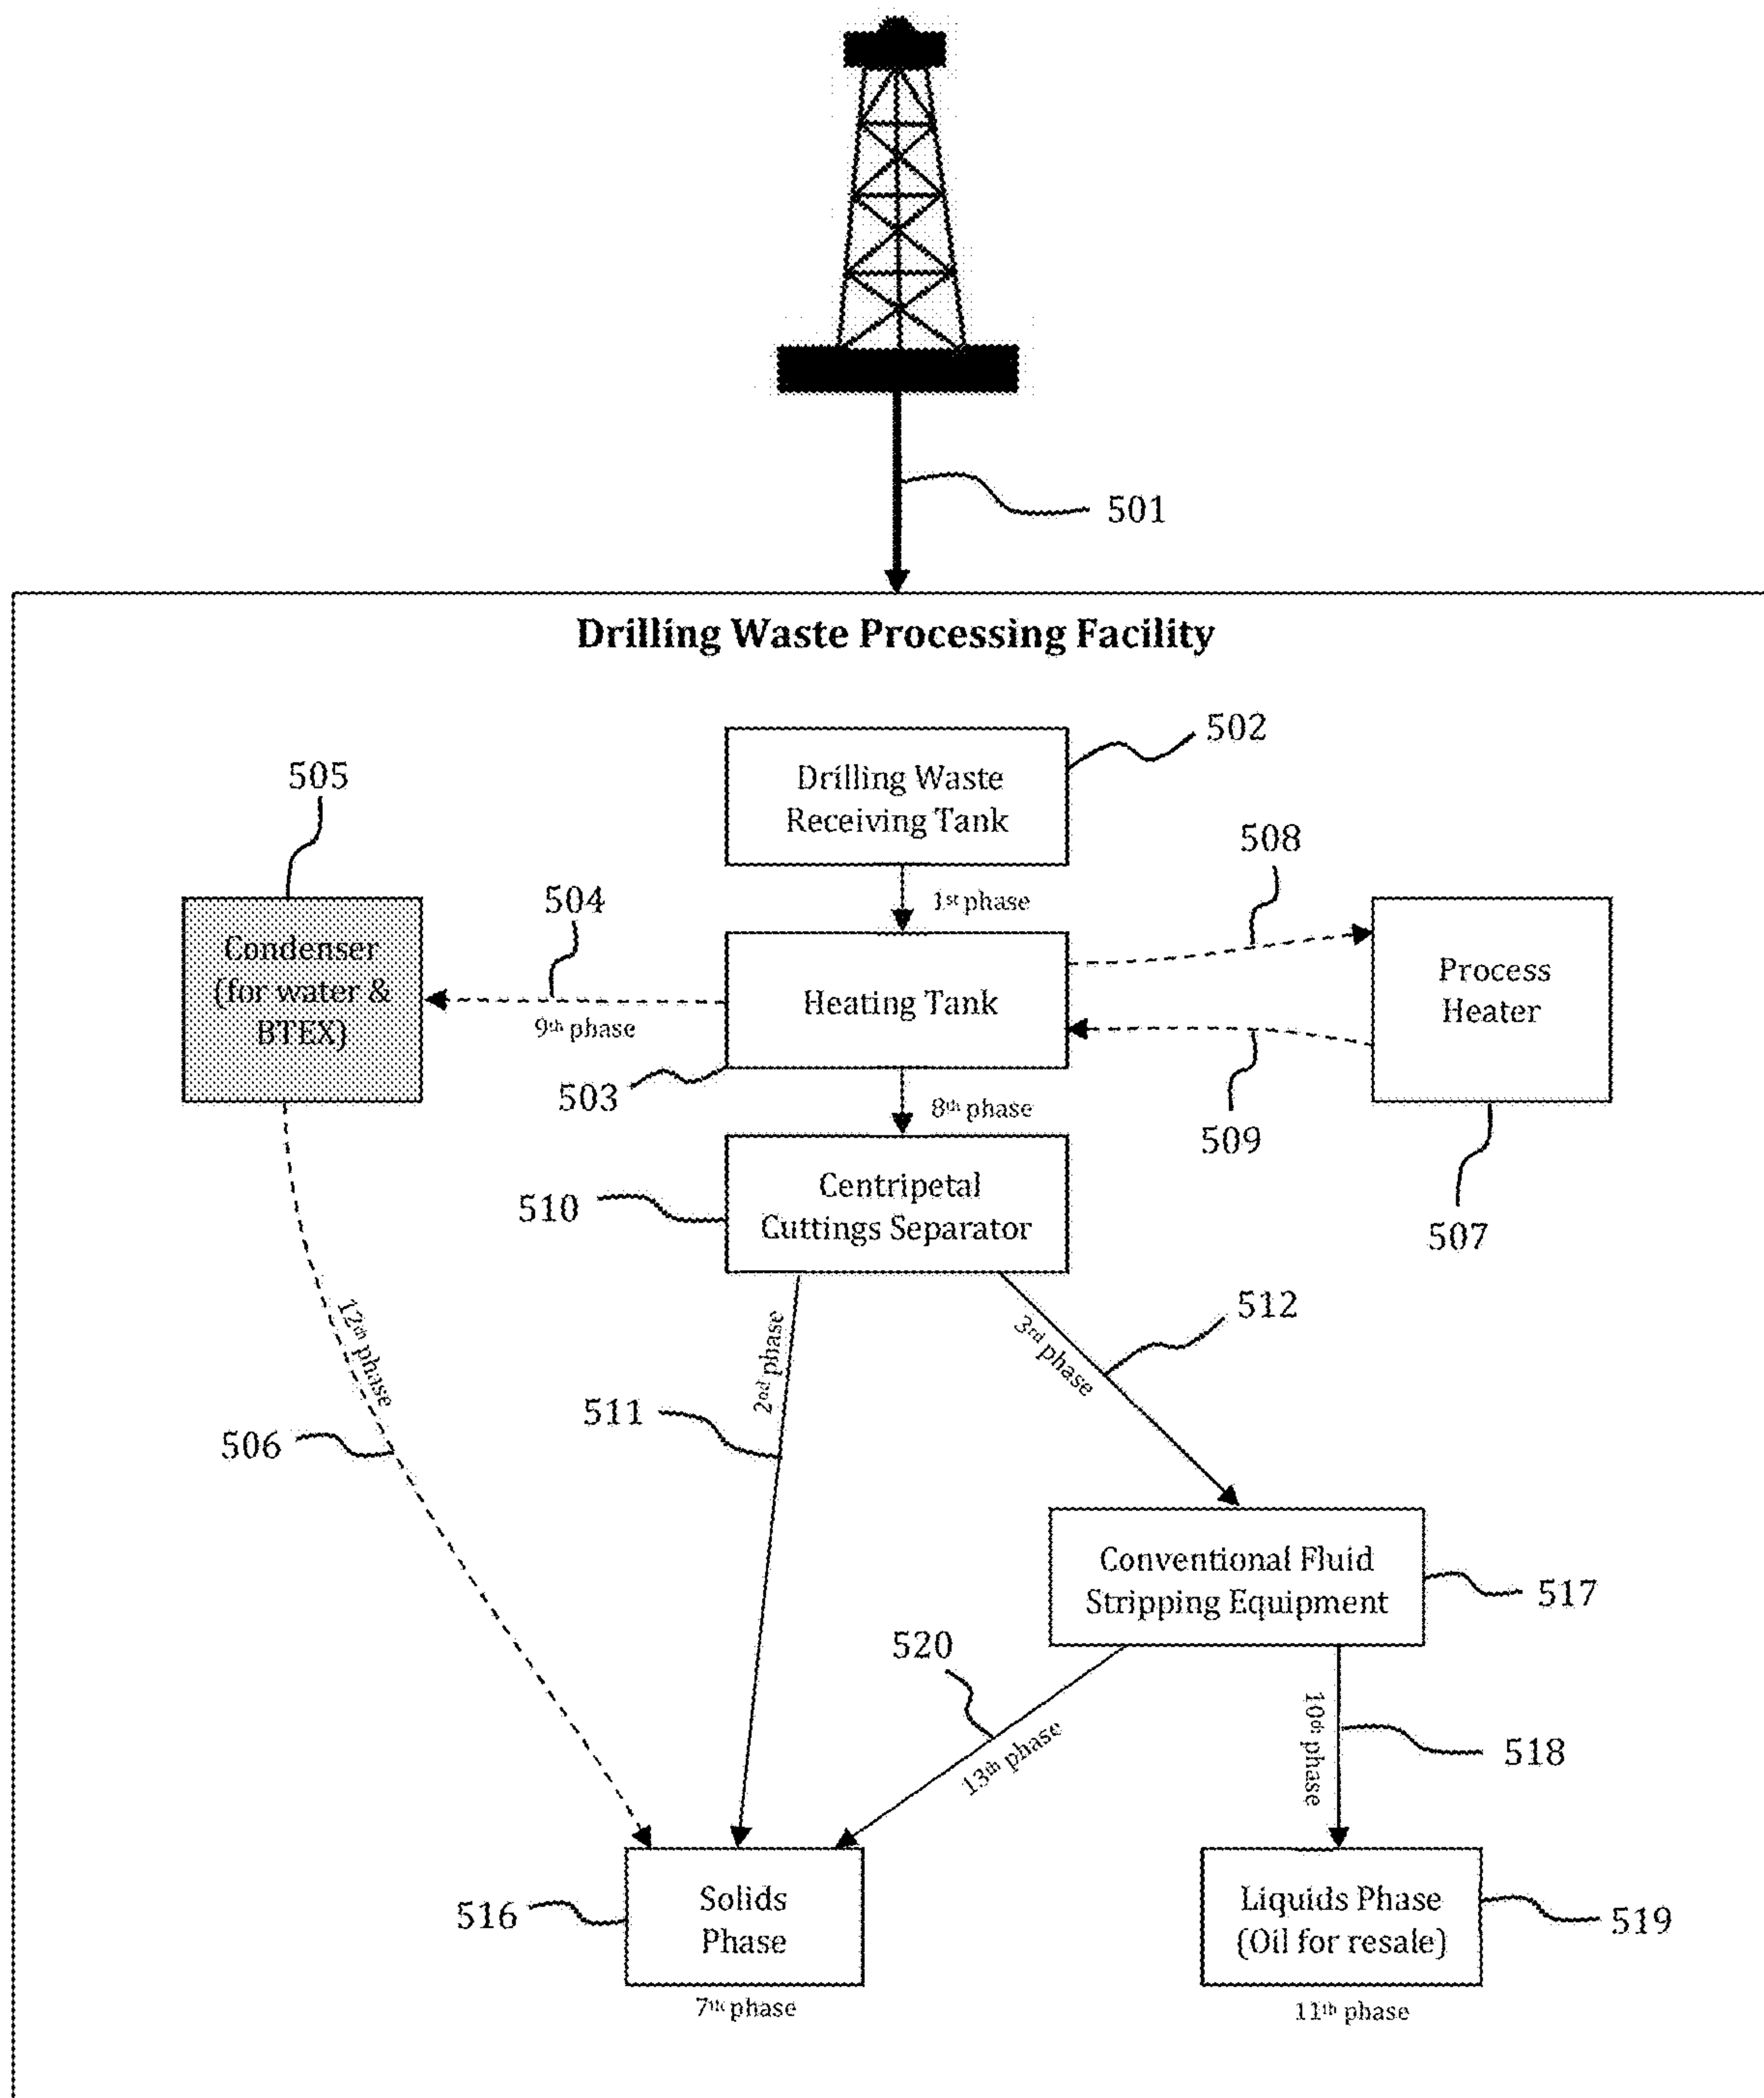 501
Drilling Waste Processing Facility
502
Drilling Waste
Receiving Tank
505
508
504
1st phase
Condenser
(for water &
BTEX)
Heating Tank
Process
Heater
9th phase
503
8th phase
509
507
510
Centripetal
Cuttings Separator
512
12th phase
2nd phase
3rd phase
511
506
Conventional Fluid
Stripping Equipment
517
520
13th phase
10th phase
518
516
Solids
Phase
Liquids Phase
(Oil for resale)
519
7th phase
11th phase